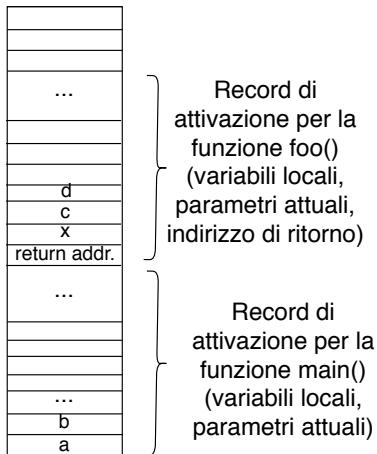 ...
d
c
x
return addr.
Record di
attivazione per la
funzione foo()
(variabili locali,
parametri attuali,
indirizzo di ritorno)
...
...
b
a
Record di
attivazione per la
funzione main()
(variabili locali,
parametri attuali)